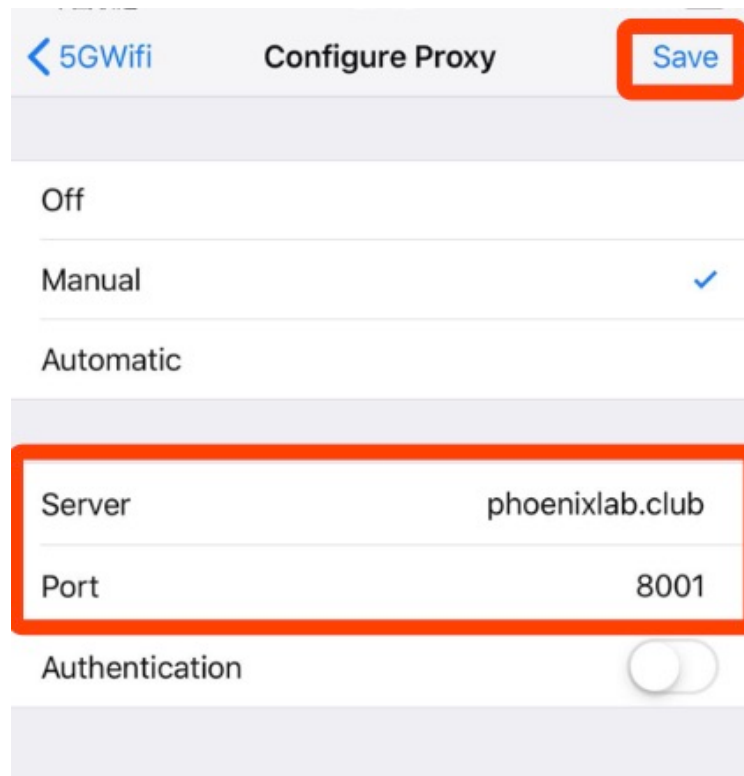 5GWifi Configure Proxy Save
Off
Manual
Automatic
Server phoenixlab.club
Port 8001
Authentication